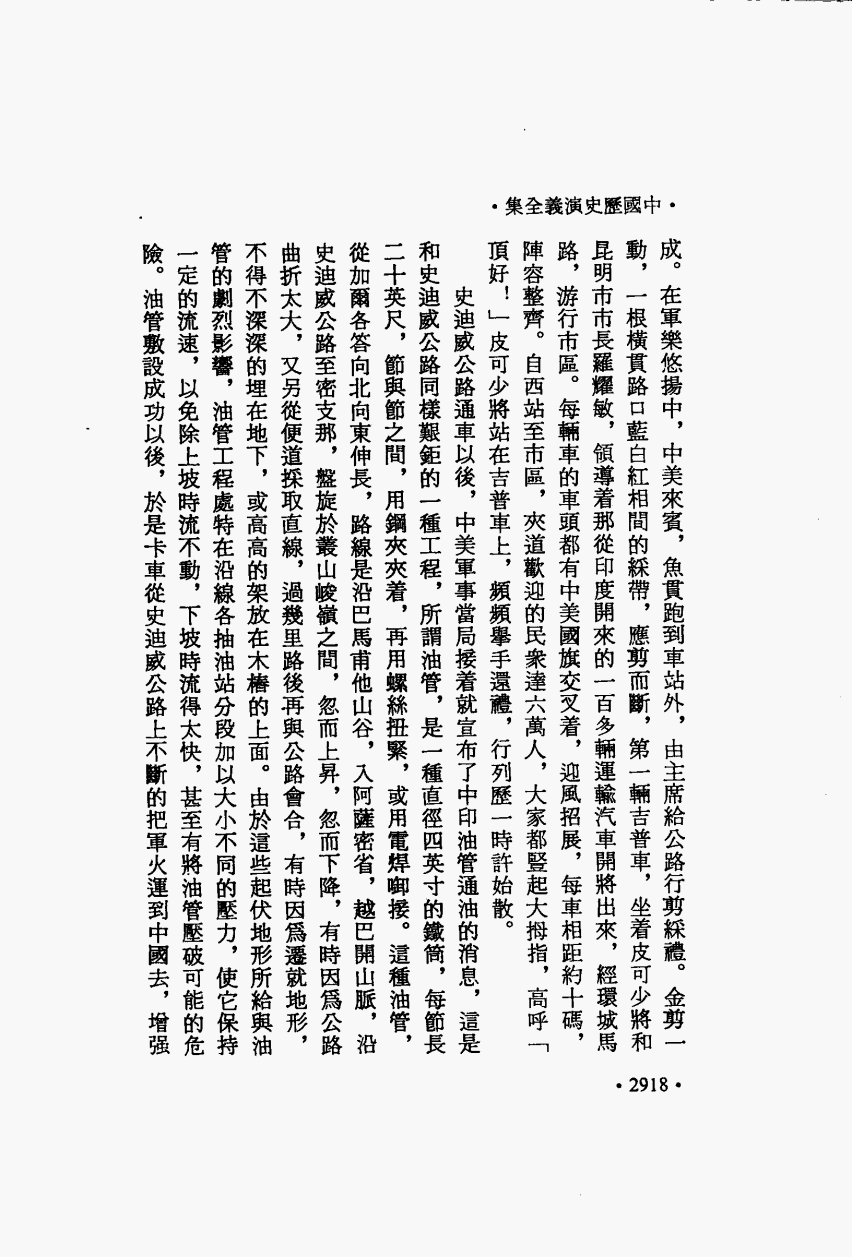 •中國歷史演義全集•
成。在軍樂悠揚中，中美來賓，魚貫跑到車站外，由主席給公路行剪綵禮。金剪一
動，一根橫貫路口藍白紅相間的綵帶，應剪而斷，第一輛吉普車，坐着皮可少將和
昆明市市長羅耀敏，領導着那從印度開來的一百多輛運輸汽車開將出來，經環城馬
路，游行市區。每輛車的車頭都有中美國旗交叉着，迎風招展，每車相距約十碼，
陣容整齊。自西站至市區，夾道歡迎的民衆達六萬人，大家都豎起大拇指，高呼「
頂好！」皮可少將站在吉普車上，頻頻舉手還禮，行列歷一時許始散。
史迪威公路通車以後，中美軍事當局接着就宣布了中印油管通油的消息，這是
和史迪威公路同樣艱鉅的一種工程，所謂油管，是一種直徑四英寸的鐵筒，每節長
二十英尺，節與節之間，用鋼夾夾着，再用螺絲扭緊，或用電焊啣接。這種油管，
從加爾各答向北向東伸長，路線是沿巴馬甫他山谷，入阿薩密省，越巴開山脈，沿
史迪威公路至密支那，盤旋於叢山峻嶺之間，忽而上昇，忽而下降，有時因爲公路
曲折太大，又另從便道採取直線，過幾里路後再與公路會合，有時因爲遷就地形，
不得不深深的埋在地下，或高高的架放在木樁的上面。由於這些起伏地形所給與油
管的劇烈影響，油管工程處特在沿線各抽油站分段加以大小不同的壓力，使它保持
一定的流速，以免除上坡時流不動，下坡時流得太快，甚至有將油管壓破可能的危
險。油管敷設成功以後，於是卡車從史迪威公路上不斷的把軍火運到中國去，增强
•2918•